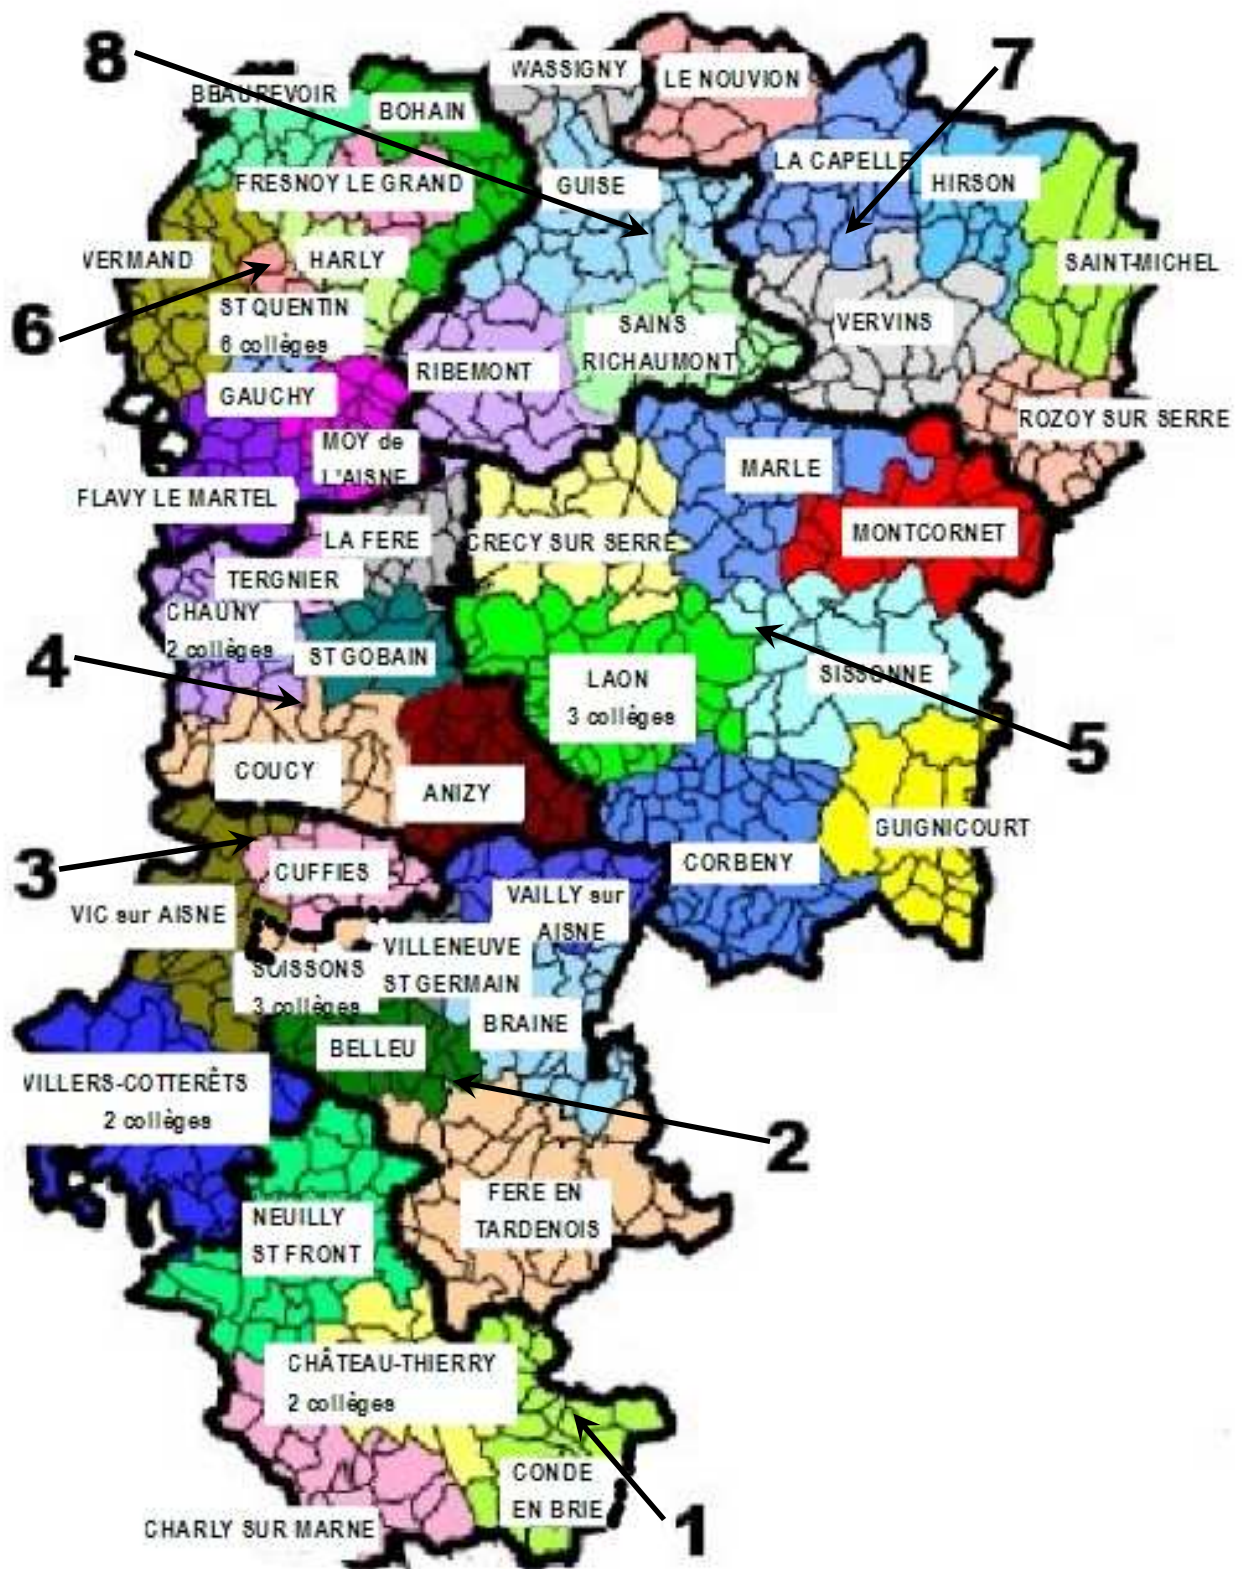 8
WASSIGNY
LE NOUVION
7
BEAUREVOIR
BOHAIN
LA CAPELLE
FRESNOY LE GRAND
GUISE
HIRSON
VERMAND
HARLY
SAINT-MICHEL
6
ST QUENTIN
6 collèges
SAINS
RICHAUMONT
VERVINS
RIBEMONT
GAUCHY
ROZOY SUR SERRE
MOY de
L'AISNE
MARLE
FLAVY LE MARTEL
LA FERE
CRECY SUR SERRE
MONTCORNET
TERGNIER
CHAUNY
2 collèges
4
ST GOBAIN
LAON
3 collèges
SISSONNE
5
COUCY
ANIZY
GUIGNICOURT
3
CUFFIES
CORBENY
VIC sur AISNE
VAILLY sur
AISNE
VILLENEUVE
ST GERMAIN
SOISSONS
3 collèges
BRAINE
BELLEU
VILLERS-COTTERÊTS
2 collèges
2
FERE EN
TARDENOIS
NEUILLY
ST FRONT
CHÂTEAU-THIERRY
2 collèges
CONDE
EN BRIE
1
CHARLY SUR MARNE